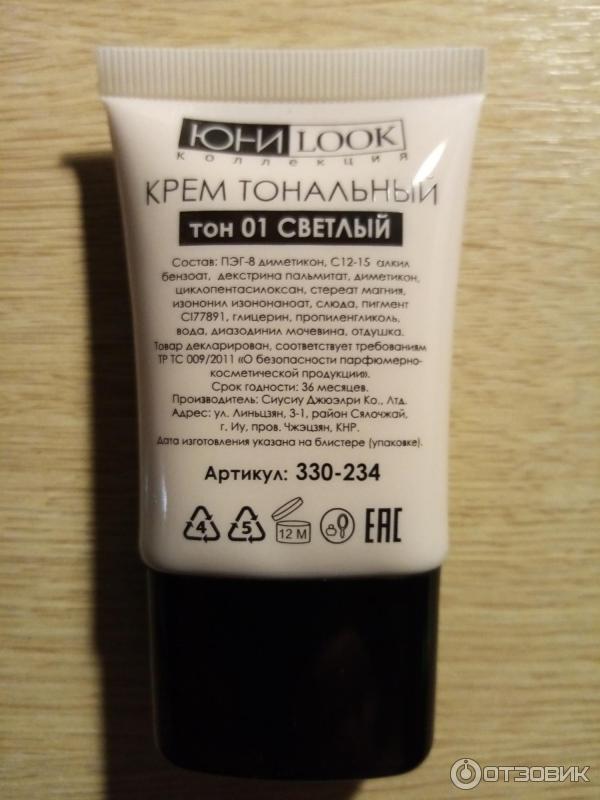 ЮНИ LOOK
КОЛЛЕКЦИЯ
КРЕМ ТОНАЛЬНЫЙ
тон 01 СВЕТЛЫЙ
Состав: ПЭГ-8 диметикон, С12-15 алкил
бензоат, декстрина пальмитат, диметикон,
циклопентасилоксан, стереат магния,
изононил изононаноат, слюда, пигмент
CI77891, глицерин, пропиленгликоль,
вода, диазодинил мочевина, отдушка.
Товар декларирован, соответствует требованиям
ТР ТС 009/2011 «О безопасности парфюмерно-
косметической продукции».
Срок годности: 36 месяцев.
Производитель: Сиусиу Джюэлри Ко., Лтд.
Адрес: ул. Линьцзян, 3-1, район Сялочжай,
г. Иу, пров. Чжэцзян, КНР.
Дата изготовления указана на блистере (упаковке).
Артикул: 330-234
4 5 12 М ЕАС
ОТЗОВИК